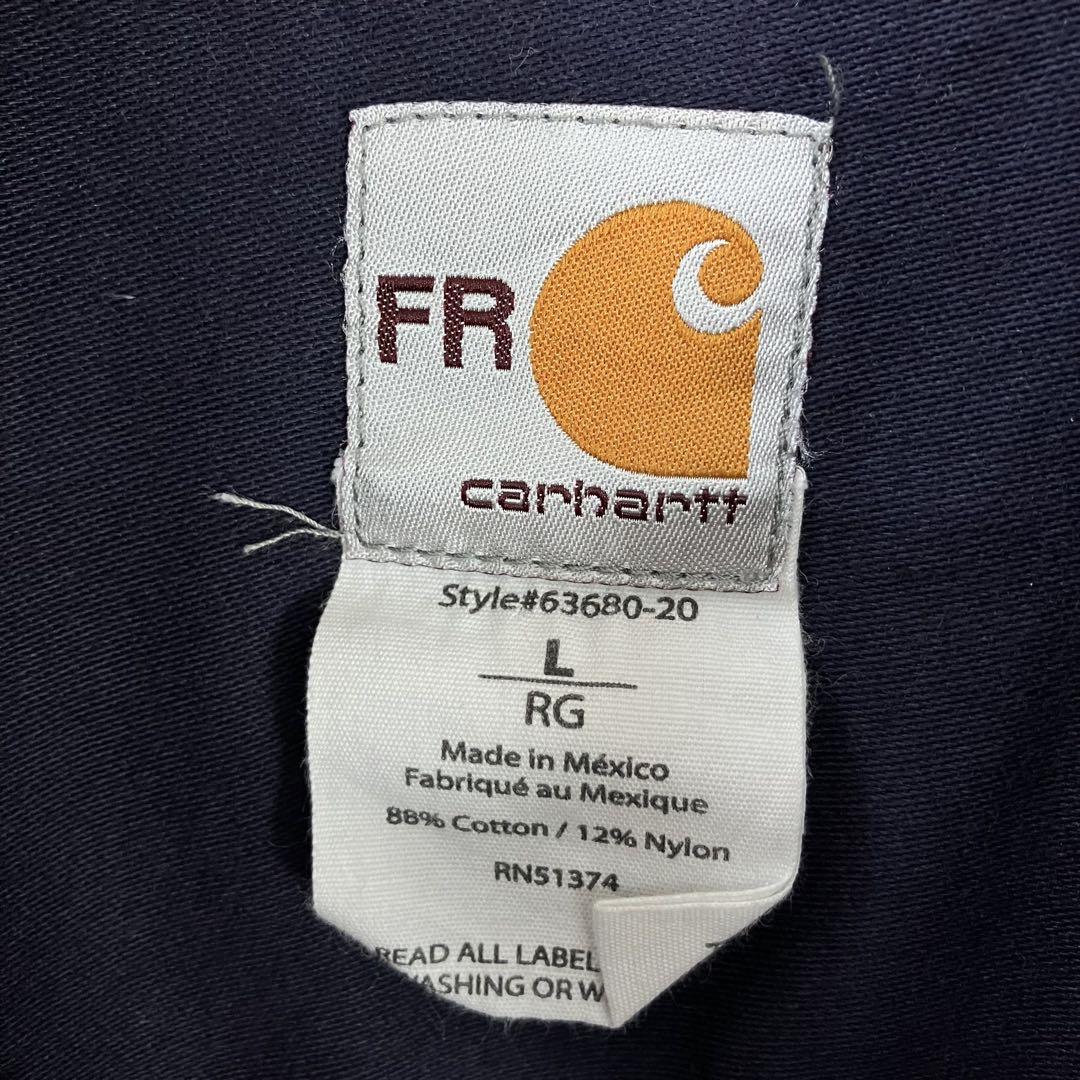 FR
carhartt
Style#63680-20
L
RG
Made in México
Fabriqué au Mexique
88% Cotton / 12% Nylon
RN51374
READ ALL LABEL
WASHING OR W